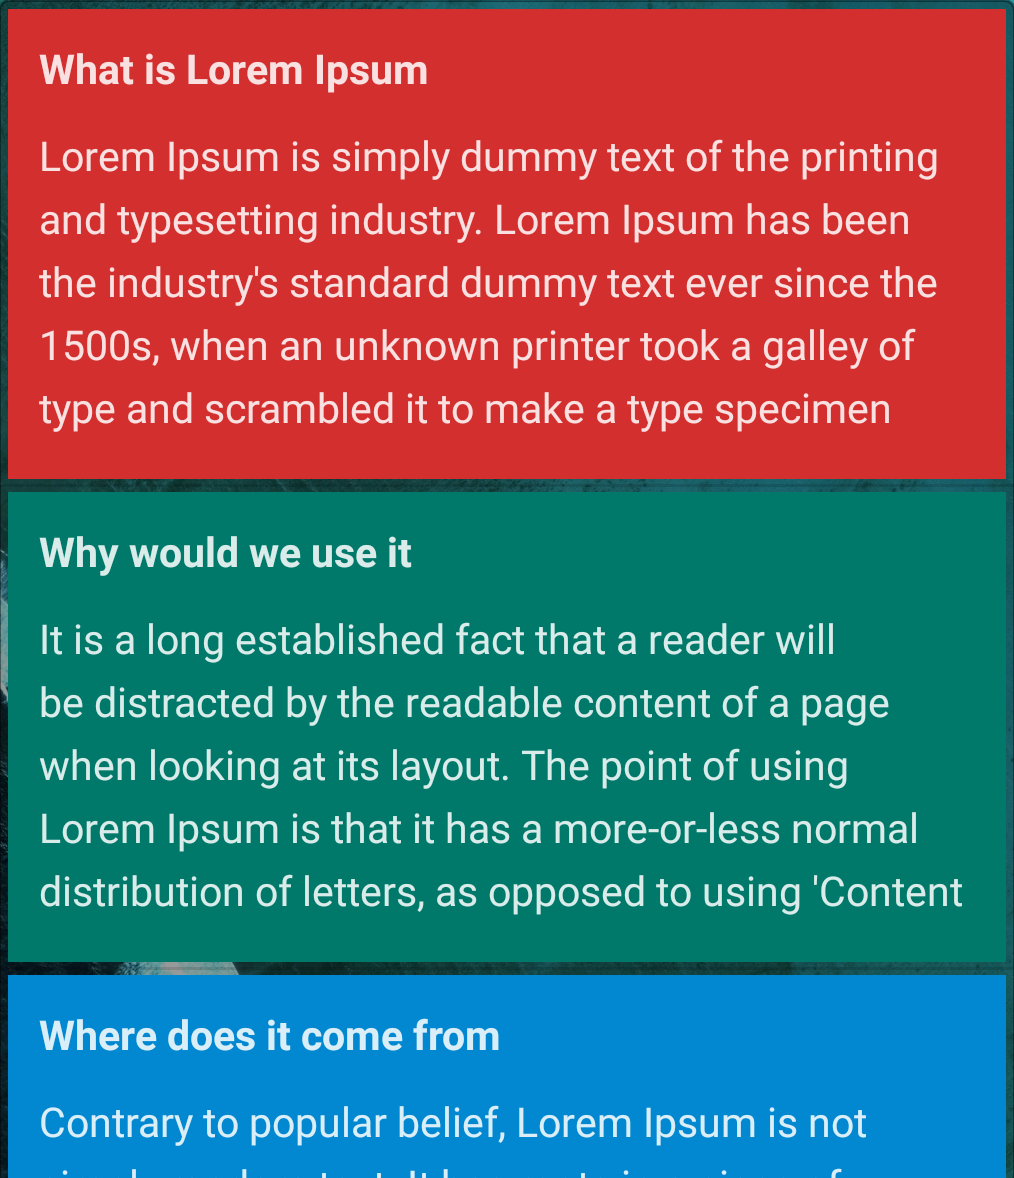 What is Lorem Ipsum
Lorem Ipsum is simply dummy text of the printing
and typesetting industry. Lorem Ipsum has been
the industry's standard dummy text ever since the
1500s, when an unknown printer took a galley of
type and scrambled it to make a type specimen
Why would we use it
It is a long established fact that a reader will
be distracted by the readable content of a page
when looking at its layout. The point of using
Lorem Ipsum is that it has a more-or-less normal
distribution of letters, as opposed to using 'Content
Where does it come from
Contrary to popular belief, Lorem Ipsum is not